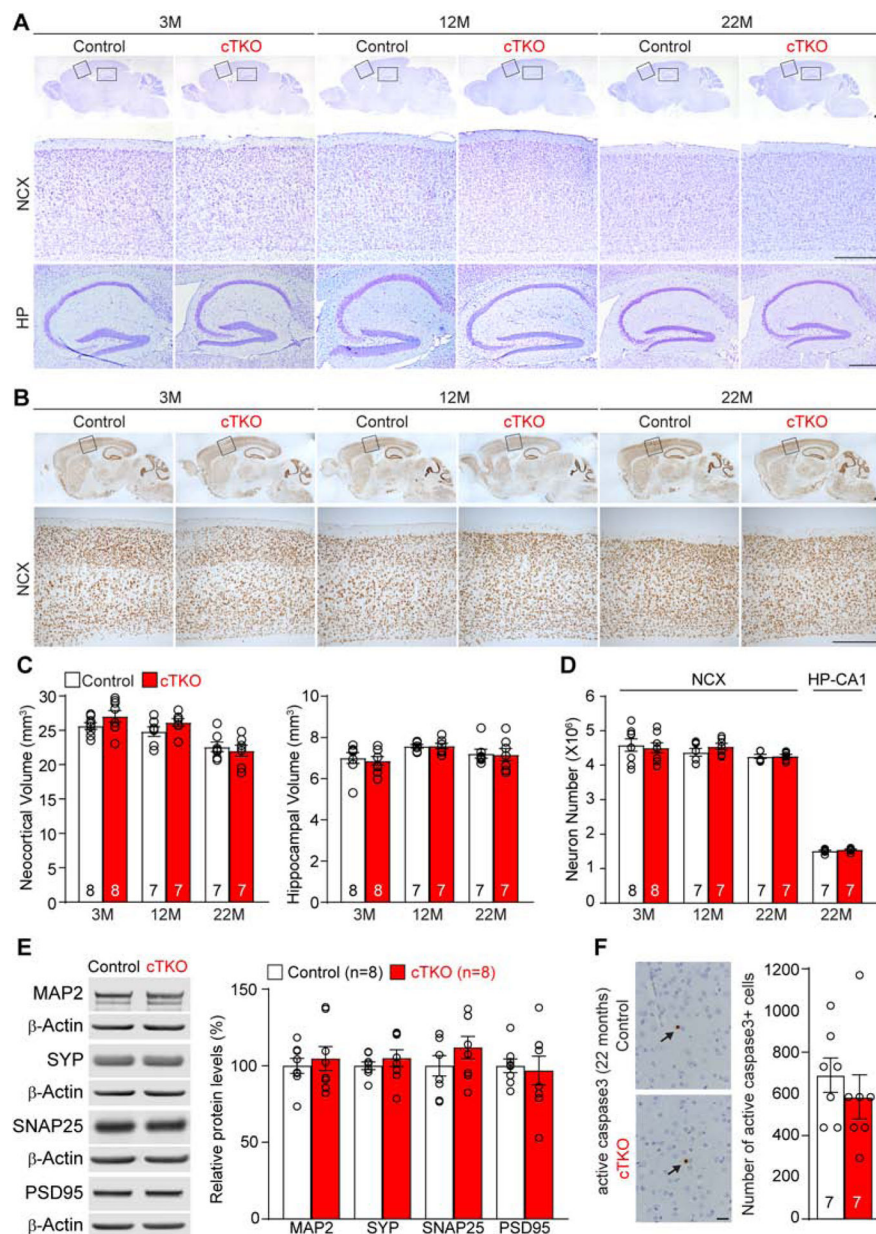 A
3M 12M 22M
Control cTKO Control cTKO Control cTKO
NCX
HP
B
3M 12M 22M
Control cTKO Control cTKO Control cTKO
NCX
C
Control cTKO
Neocortical Volume (mm³)
30
25
20
15
10
5
0
8 8 7 7 7 7
3M 12M 22M
Hippocampal Volume (mm³)
10
8
6
4
2
0
8 8 7 7 7 7
3M 12M 22M
D
NCX HP-CA1
Neuron Number (X10⁶)
6
5
4
3
2
1
0
8 8 7 7 7 7 7 7
3M 12M 22M 22M
E
Control cTKO
MAP2
β-Actin
SYP
β-Actin
SNAP25
β-Actin
PSD95
β-Actin
Control (n=8) cTKO (n=8)
Relative protein levels (%)
150
100
50
0
MAP2 SYP SNAP25 PSD95
F
active caspase3 (22 months)
Control
cTKO
Number of active caspase3+ cells
1200
1000
800
600
400
200
0
7 7